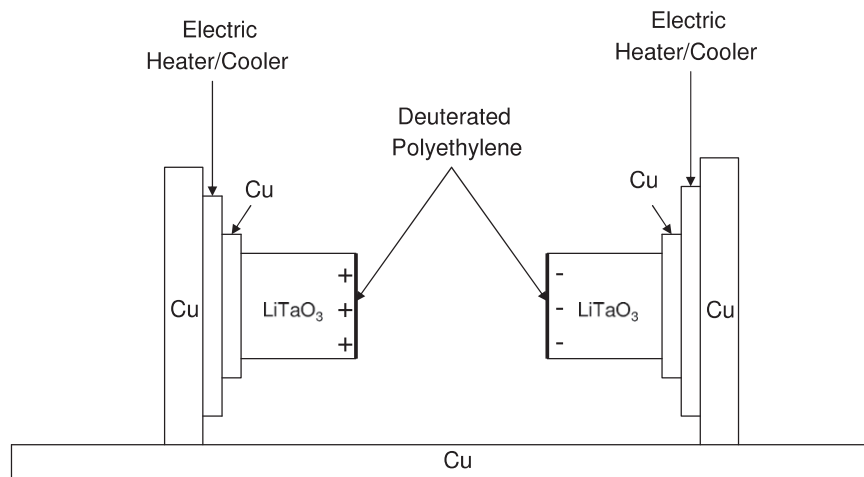 Electric
Heater/Cooler
Electric
Heater/Cooler
Deuterated
Polyethylene
Cu
Cu
Cu
+
+
+
LiTaO3
-
-
-
LiTaO3
Cu
Cu